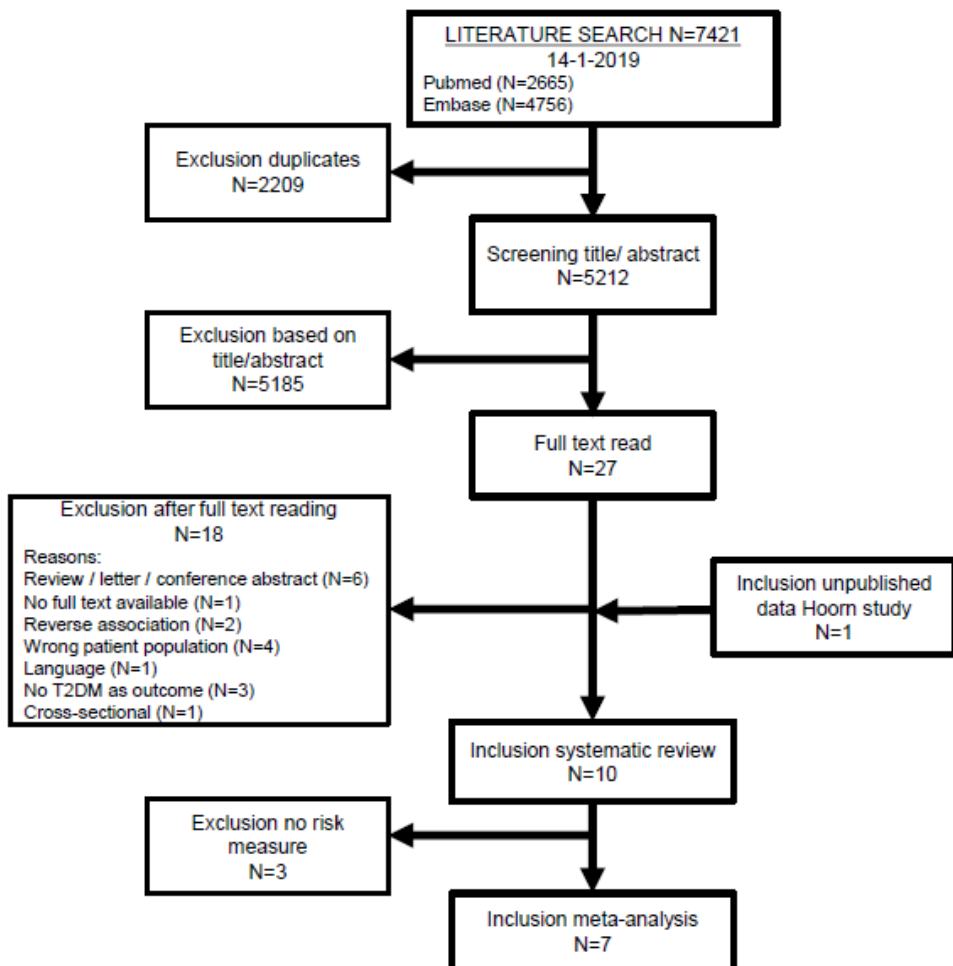 LITERATURE SEARCH N=7421
14-1-2019
Pubmed (N=2665)
Embase (N=4756)
Exclusion duplicates
N=2209
Screening title/ abstract
N=5212
Exclusion based on
title/abstract
N=5185
Full text read
N=27
Exclusion after full text reading
N=18
Reasons:
Review / letter / conference abstract (N=6)
No full text available (N=1)
Reverse association (N=2)
Wrong patient population (N=4)
Language (N=1)
No T2DM as outcome (N=3)
Cross-sectional (N=1)
Inclusion unpublished
data Hoorn study
N=1
Inclusion systematic review
N=10
Exclusion no risk
measure
N=3
Inclusion meta-analysis
N=7